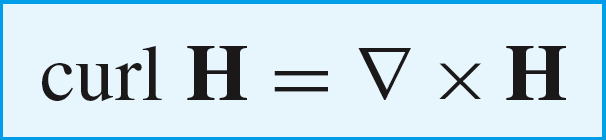 curl H = ∇ × H